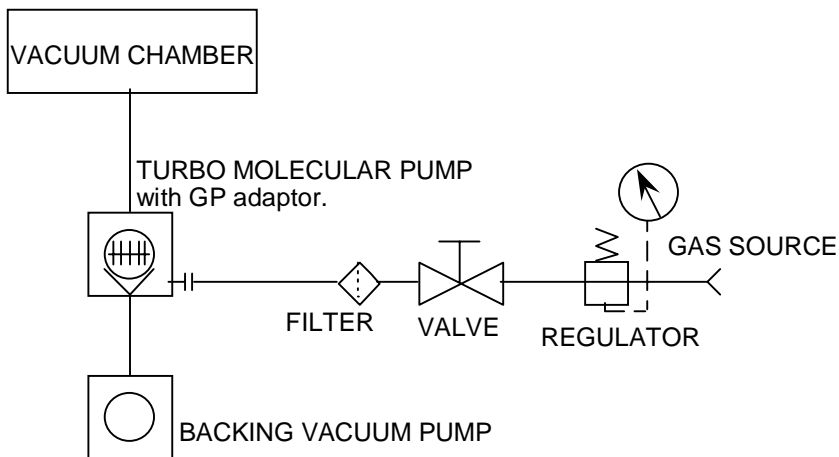 VACUUM CHAMBER
TURBO MOLECULAR PUMP
with GP adaptor.
GAS SOURCE
FILTER
VALVE
REGULATOR
BACKING VACUUM PUMP